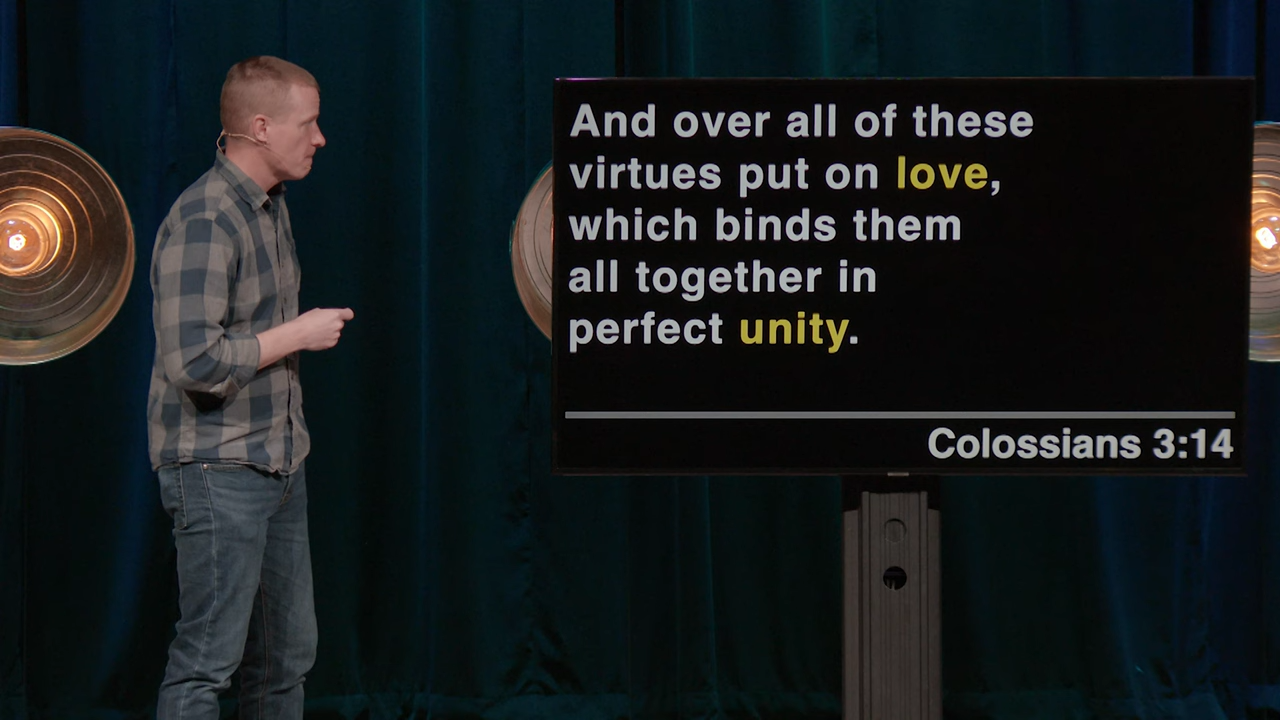 And over all of these
virtues put on love,
which binds them
all together in
perfect unity.
Colossians 3:14